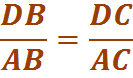 DB/AB = DC/AC